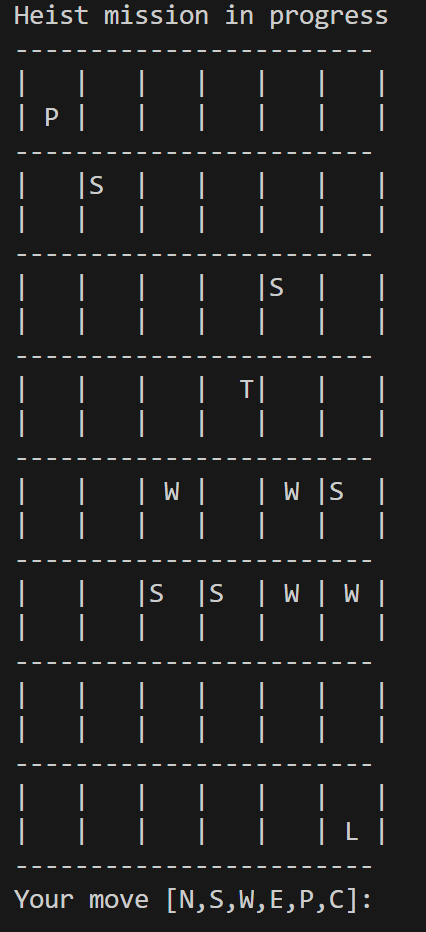 Heist mission in progress
------------------------
|   |   |   |   |   |   |
| P |   |   |   |   |   |
------------------------
|   |S  |   |   |   |   |
|   |   |   |   |   |   |
------------------------
|   |   |   |   |S  |   |
|   |   |   |   |   |   |
------------------------
|   |   |   |  T|   |   |
|   |   |   |   |   |   |
------------------------
|   |   | W |   | W |S  |
|   |   |   |   |   |   |
------------------------
|   |   |S  |S  | W | W |
|   |   |   |   |   |   |
------------------------
|   |   |   |   |   |   |
|   |   |   |   |   |   |
------------------------
|   |   |   |   |   |   |
|   |   |   |   |   | L |
------------------------
Your move [N,S,W,E,P,C]: